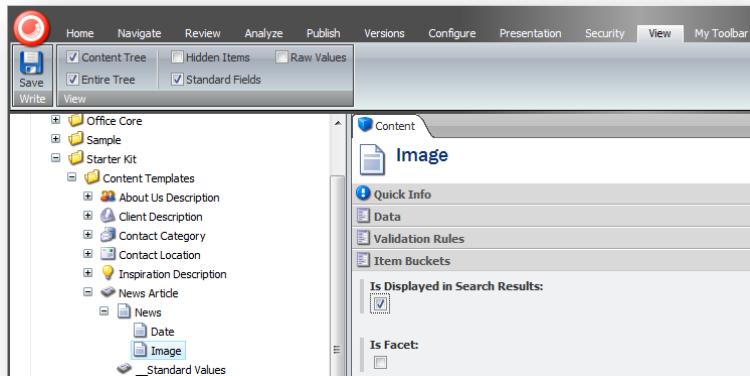 Home Navigate Review Analyze Publish Versions Configure Presentation Security View My Toolbar
Save
Write
Content Tree Hidden Items Raw Values
Entire Tree Standard Fields
View
Office Core
Sample
Starter Kit
Content Templates
About Us Description
Client Description
Contact Category
Contact Location
Inspiration Description
News Article
News
Date
Image
__Standard Values
Content
Image
Quick Info
Data
Validation Rules
Item Buckets
Is Displayed in Search Results:
Is Facet: